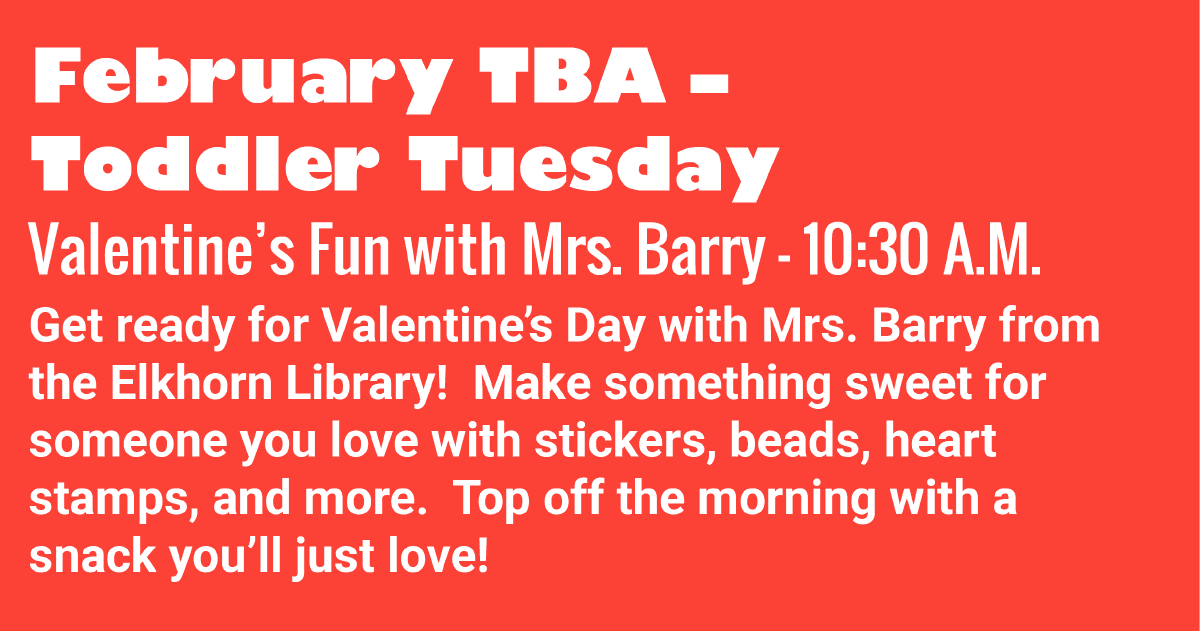 February TBA –
Toddler Tuesday
Valentine’s Fun with Mrs. Barry - 10:30 A.M.
Get ready for Valentine’s Day with Mrs. Barry from
the Elkhorn Library!  Make something sweet for
someone you love with stickers, beads, heart
stamps, and more.  Top off the morning with a
snack you’ll just love!